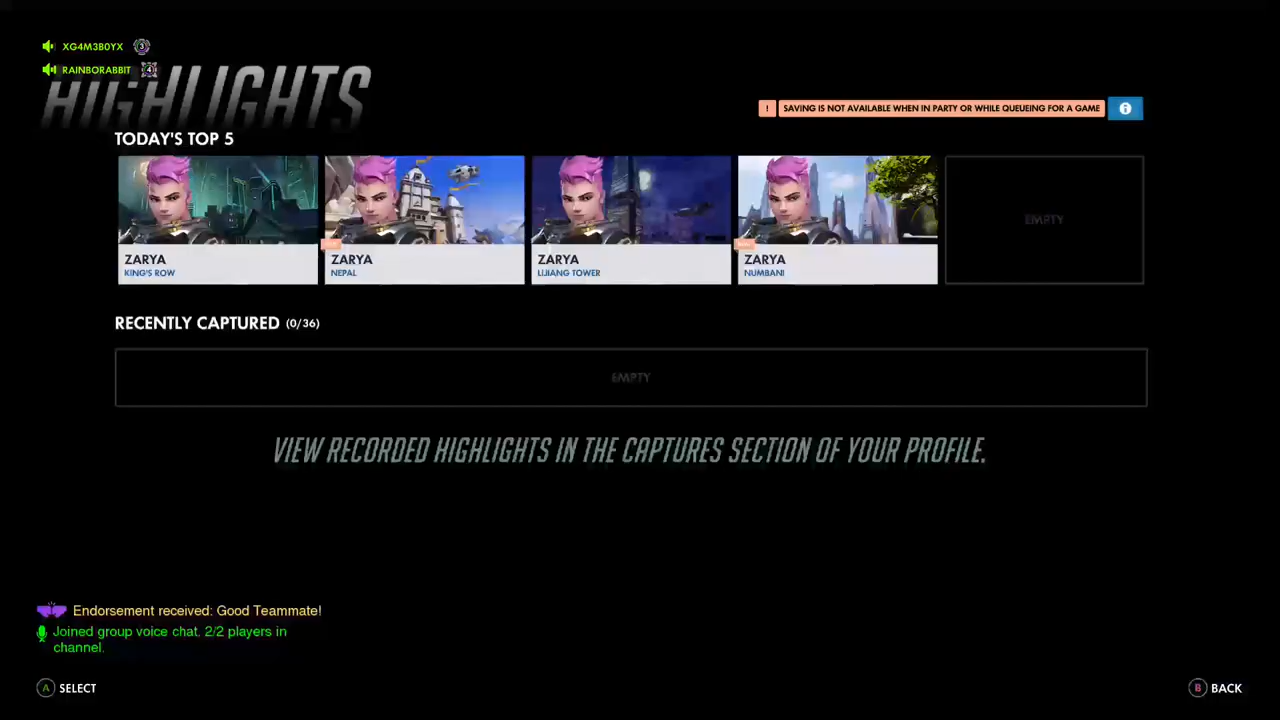 XG4M3B0YX 3
RAINBORABBIT 4
HIGHLIGHTS
! SAVING IS NOT AVAILABLE WHEN IN PARTY OR WHILE QUEUEING FOR A GAME
TODAY'S TOP 5
ZARYA
KING'S ROW
ZARYA
NEPAL
ZARYA
LIJIANG TOWER
ZARYA
NUMBANI
EMPTY
RECENTLY CAPTURED (0/36)
EMPTY
VIEW RECORDED HIGHLIGHTS IN THE CAPTURES SECTION OF YOUR PROFILE.
Endorsement received: Good Teammate!
Joined group voice chat. 2/2 players in
channel.
A SELECT
B BACK